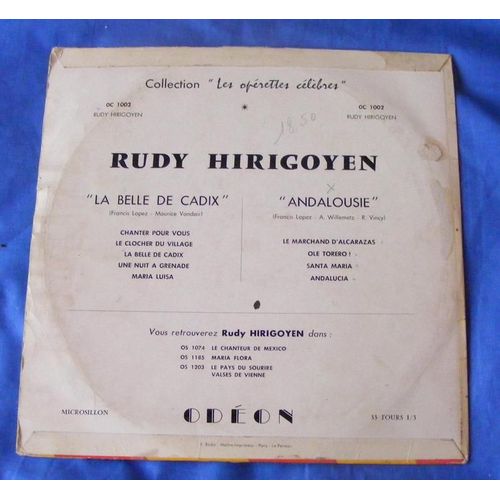 Collection "Les opérettes célèbres"
OC 1002
RUDY HIRIGOYEN
OC 1002
RUDY HIRIGOYEN
18,50
RUDY HIRIGOYEN
"LA BELLE DE CADIX"
(Francis Lopez - Maurice Vandair)
CHANTER POUR VOUS
LE CLOCHER DU VILLAGE
LA BELLE DE CADIX
UNE NUIT A GRENADE
MARIA LUISA
"ANDALOUSIE"
(Francis Lopez - A. Willemetz - R. Vincy)
LE MARCHAND D'ALCARAZAS
OLE TORERO !
SANTA MARIA
ANDALUCIA
Vous retrouverez Rudy HIRIGOYEN dans :
OS 1074 LE CHANTEUR DE MEXICO
OS 1185 MARIA FLORA
OS 1203 LE PAYS DU SOURIRE
VALSES DE VIENNE
MICROSILLON
ODÉON
33 TOURS 1/3